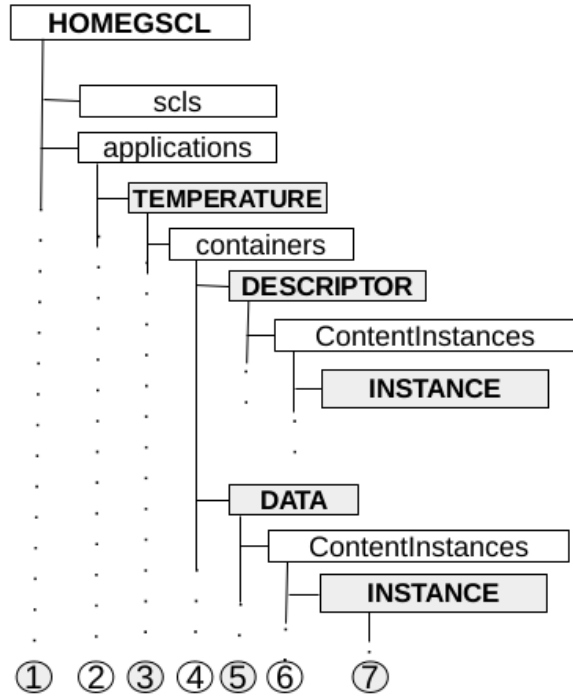 HOMEGSCL
scls
applications
TEMPERATURE
containers
DESCRIPTOR
ContentInstances
INSTANCE
DATA
ContentInstances
INSTANCE
1 2 3 4 5 6 7